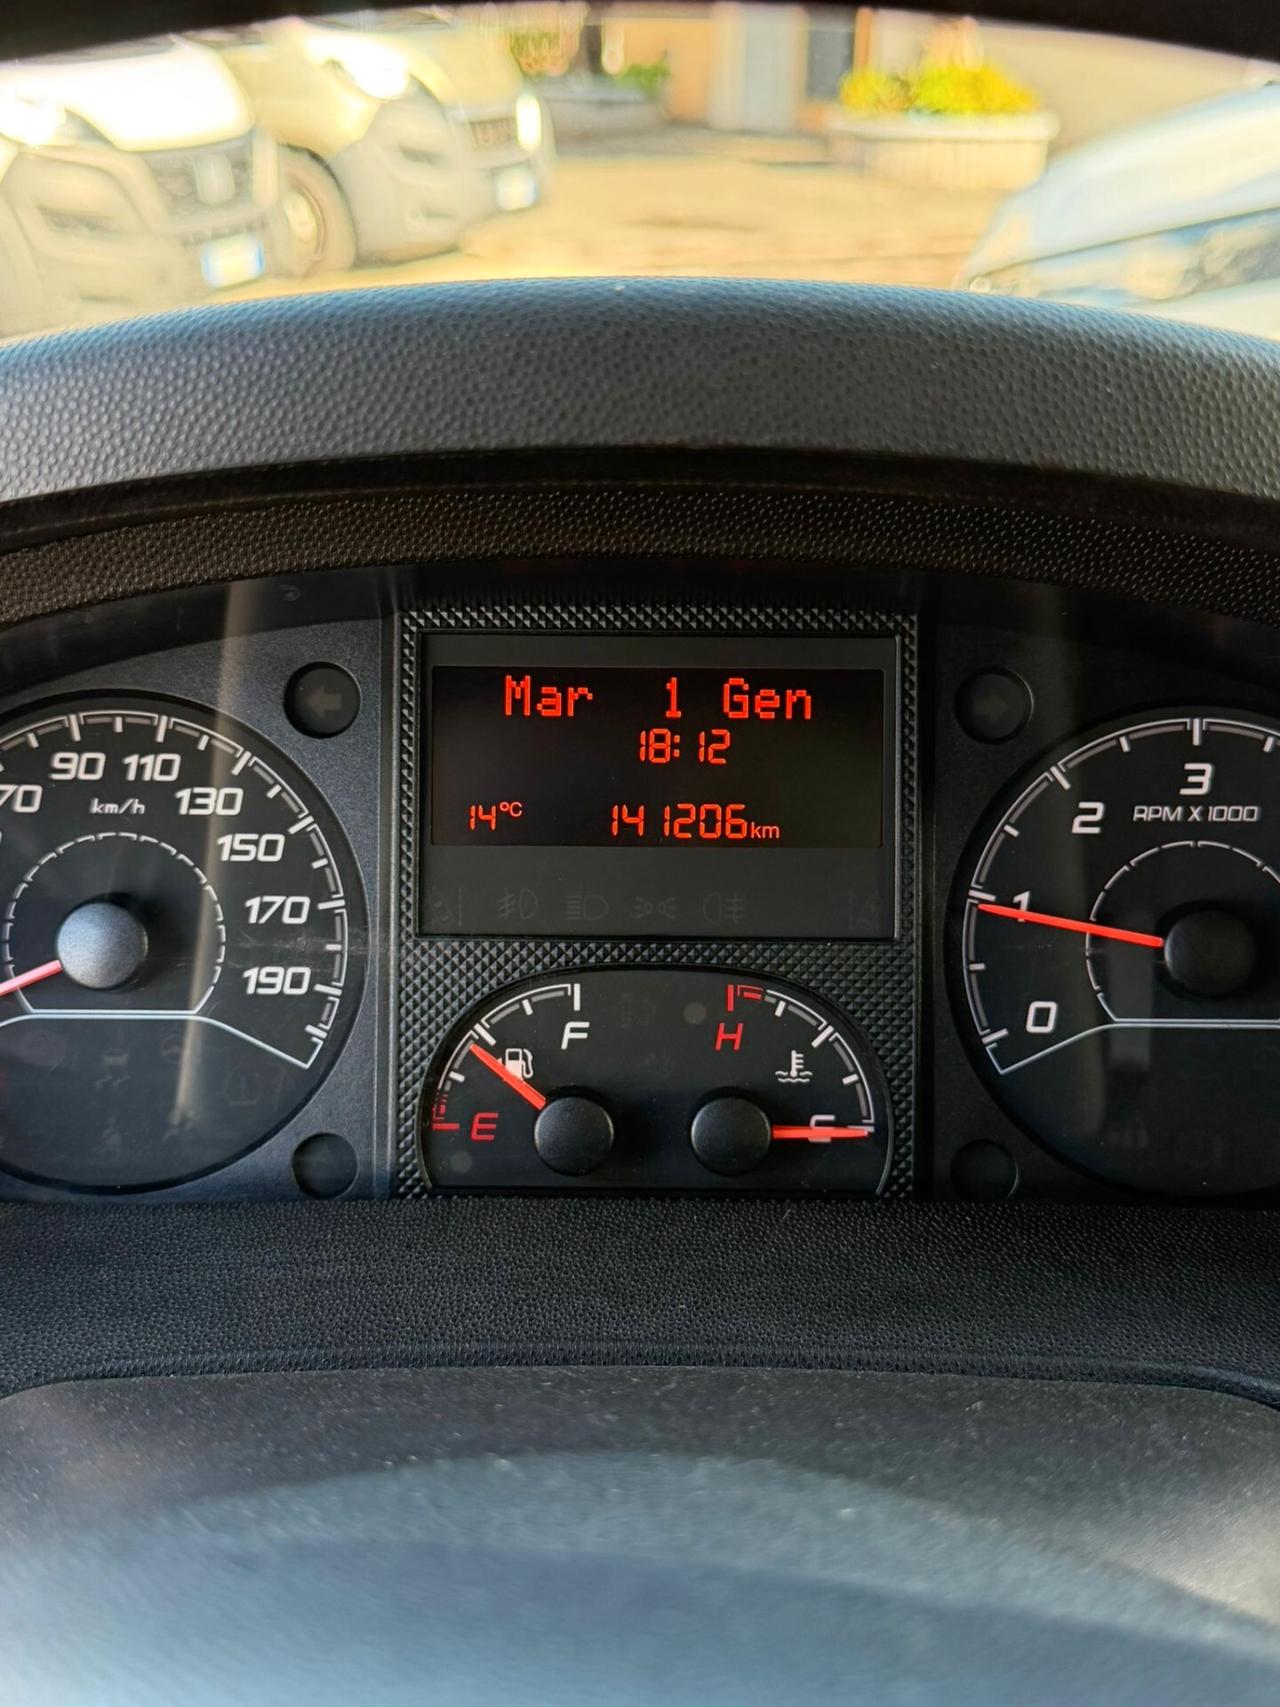 Mar 1 Gen
18:12
14°C 141206km
70 90 110 130 150 170 190
km/h
0 1 2 3
RPM X 1000
F
E
H
C